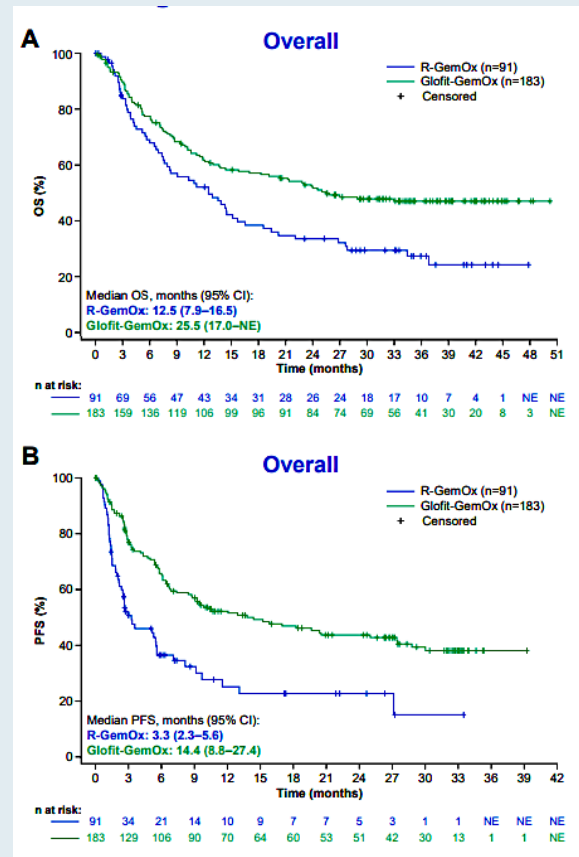 A
Overall
R-GemOx (n=91)
Glofit-GemOx (n=183)
+ Censored
100
80
60
40
20
0
OS (%)
Median OS, months (95% CI):
R-GemOx: 12.5 (7.9–16.5)
Glofit-GemOx: 25.5 (17.0–NE)
0 3 6 9 12 15 18 21 24 27 30 33 36 39 42 45 48 51
Time (months)
n at risk:
91 69 56 47 43 34 31 28 26 24 18 17 10 7 4 1 NE NE
183 159 136 119 106 99 96 91 84 74 69 56 41 30 20 8 3 NE
B
Overall
R-GemOx (n=91)
Glofit-GemOx (n=183)
+ Censored
100
80
60
40
20
0
PFS (%)
Median PFS, months (95% CI):
R-GemOx: 3.3 (2.3–5.6)
Glofit-GemOx: 14.4 (8.8–27.4)
0 3 6 9 12 15 18 21 24 27 30 33 36 39 42
Time (months)
n at risk:
91 34 21 14 10 9 7 7 5 3 1 1 NE NE NE
183 129 106 90 70 64 60 53 51 42 30 13 1 1 NE